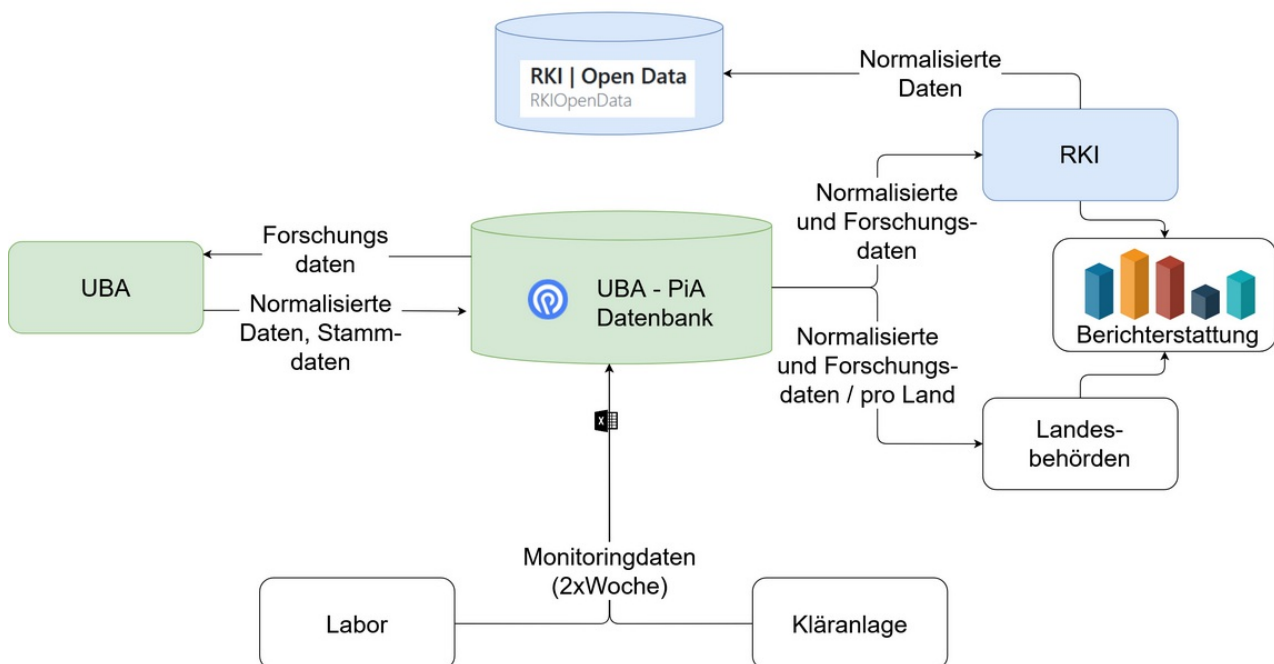 RKI | Open Data
RKIOpenData
Normalisierte
Daten
RKI
Normalisierte
und Forschungs-
daten
Forschungs
daten
UBA
Normalisierte
Daten, Stamm-
daten
UBA - PiA
Datenbank
Berichterstattung
Normalisierte
und Forschungs-
daten / pro Land
Landes-
behörden
X
Monitoringdaten
(2xWoche)
Labor
Kläranlage